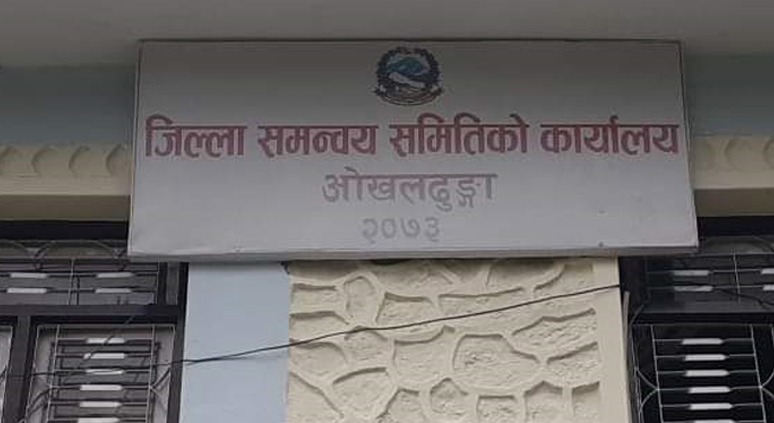 जिल्ला समन्वय समितिको कार्यालय
ओखलढुङ्गा
२०७३